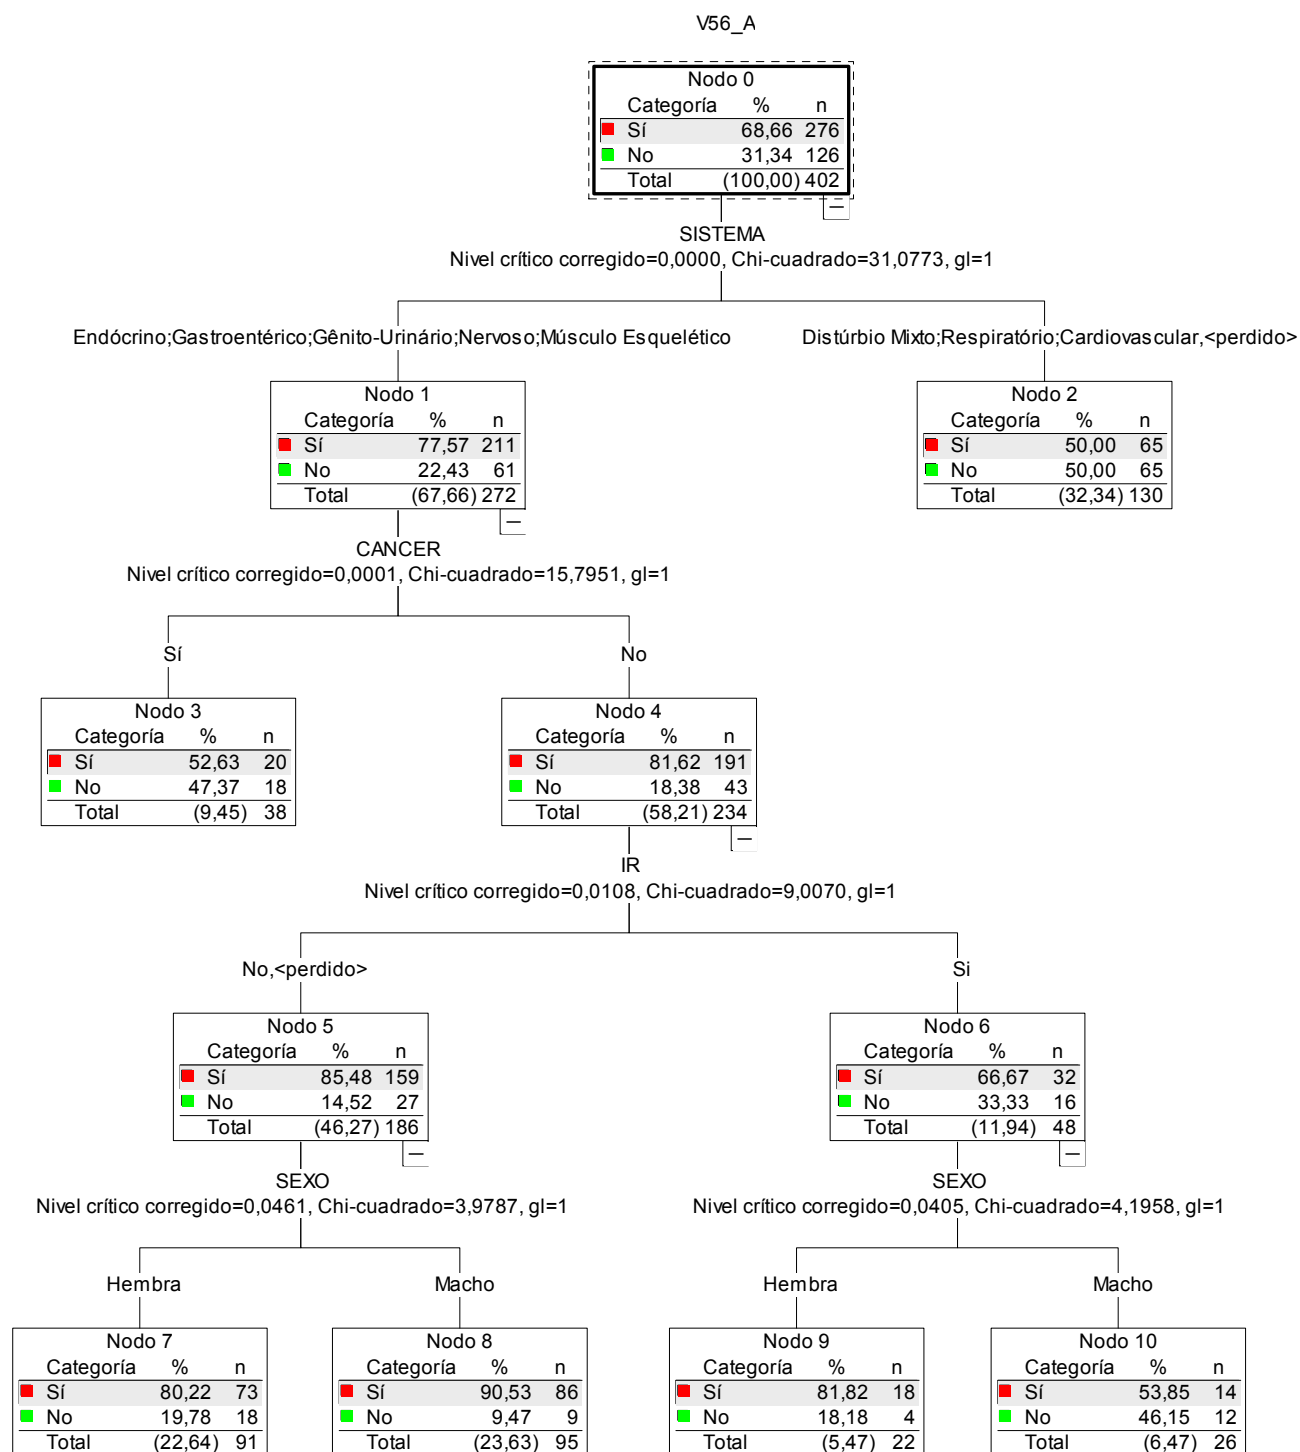 V56_A
Nodo 0
Categoría % n
Sí 68,66 276
No 31,34 126
Total (100,00) 402
SISTEMA
Nivel crítico corregido=0,0000, Chi-cuadrado=31,0773, gl=1
Endócrino;Gastroentérico;Gênito-Urinário;Nervoso;Músculo Esquelético
Distúrbio Mixto;Respiratório;Cardiovascular,<perdido>
Nodo 1
Categoría % n
Sí 77,57 211
No 22,43 61
Total (67,66) 272
Nodo 2
Categoría % n
Sí 50,00 65
No 50,00 65
Total (32,34) 130
CANCER
Nivel crítico corregido=0,0001, Chi-cuadrado=15,7951, gl=1
Sí
No
Nodo 3
Categoría % n
Sí 52,63 20
No 47,37 18
Total (9,45) 38
Nodo 4
Categoría % n
Sí 81,62 191
No 18,38 43
Total (58,21) 234
IR
Nivel crítico corregido=0,0108, Chi-cuadrado=9,0070, gl=1
No,<perdido>
Si
Nodo 5
Categoría % n
Sí 85,48 159
No 14,52 27
Total (46,27) 186
Nodo 6
Categoría % n
Sí 66,67 32
No 33,33 16
Total (11,94) 48
SEXO
Nivel crítico corregido=0,0461, Chi-cuadrado=3,9787, gl=1
SEXO
Nivel crítico corregido=0,0405, Chi-cuadrado=4,1958, gl=1
Hembra
Macho
Hembra
Macho
Nodo 7
Categoría % n
Sí 80,22 73
No 19,78 18
Total (22,64) 91
Nodo 8
Categoría % n
Sí 90,53 86
No 9,47 9
Total (23,63) 95
Nodo 9
Categoría % n
Sí 81,82 18
No 18,18 4
Total (5,47) 22
Nodo 10
Categoría % n
Sí 53,85 14
No 46,15 12
Total (6,47) 26